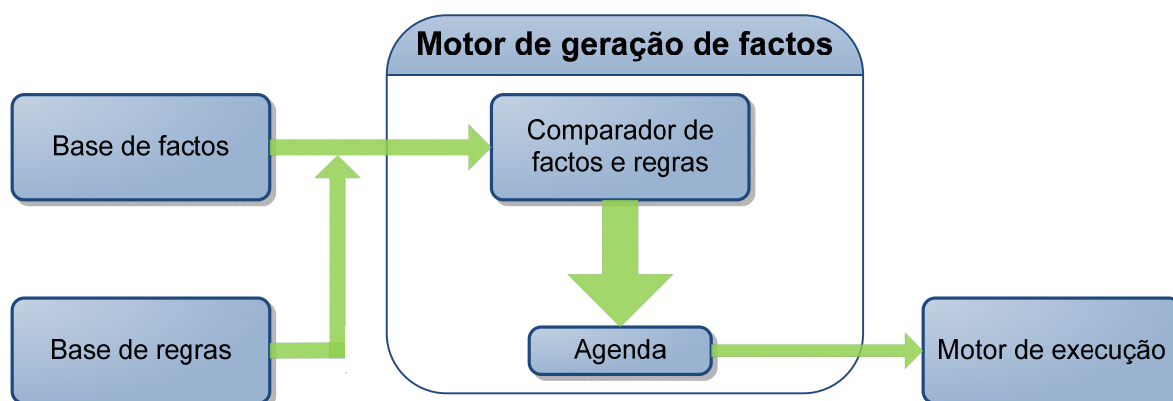 Motor de geração de factos
Base de factos
Comparador de
factos e regras
Base de regras
Agenda
Motor de execução